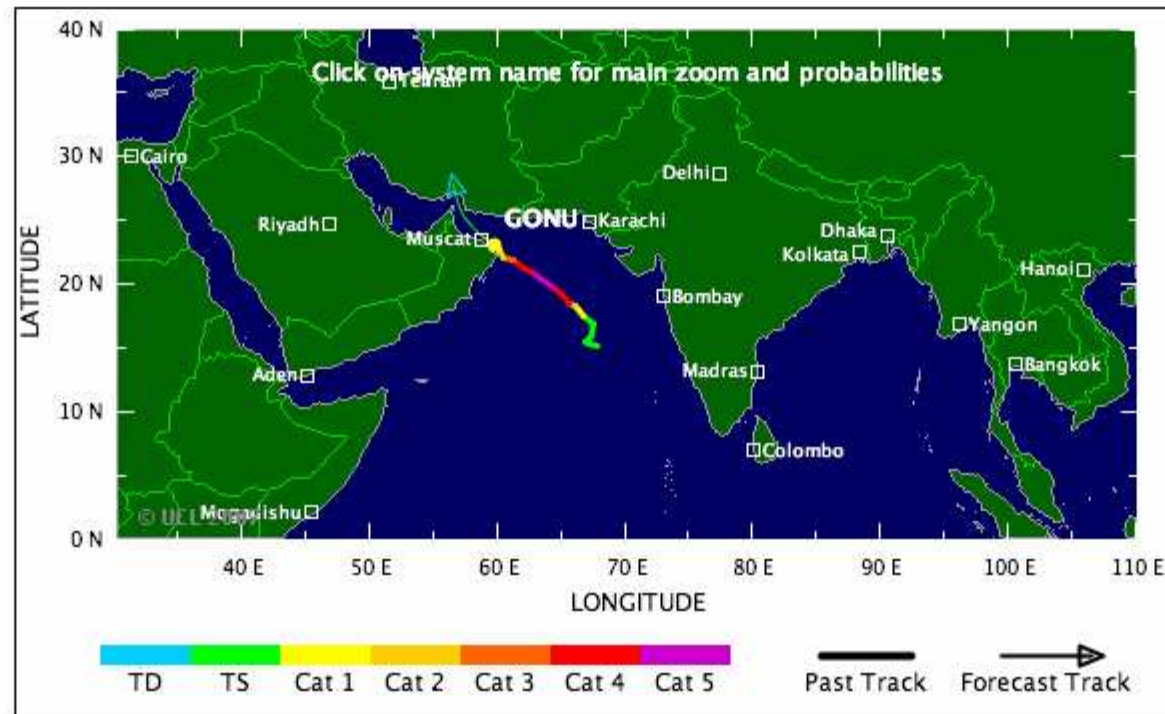 40 N
Click on system name for main zoom and probabilities
Tehran
30 N
Cairo
Delhi
Riyadh
GONU
Karachi
Muscat
Dhaka
Kolkata
Hanoi
20 N
Bombay
Yangon
Aden
Madras
Bangkok
10 N
Colombo
Mogadishu
0 N
LATITUDE
40 E 50 E 60 E 70 E 80 E 90 E 100 E 110 E
LONGITUDE
TD TS Cat 1 Cat 2 Cat 3 Cat 4 Cat 5 Past Track Forecast Track